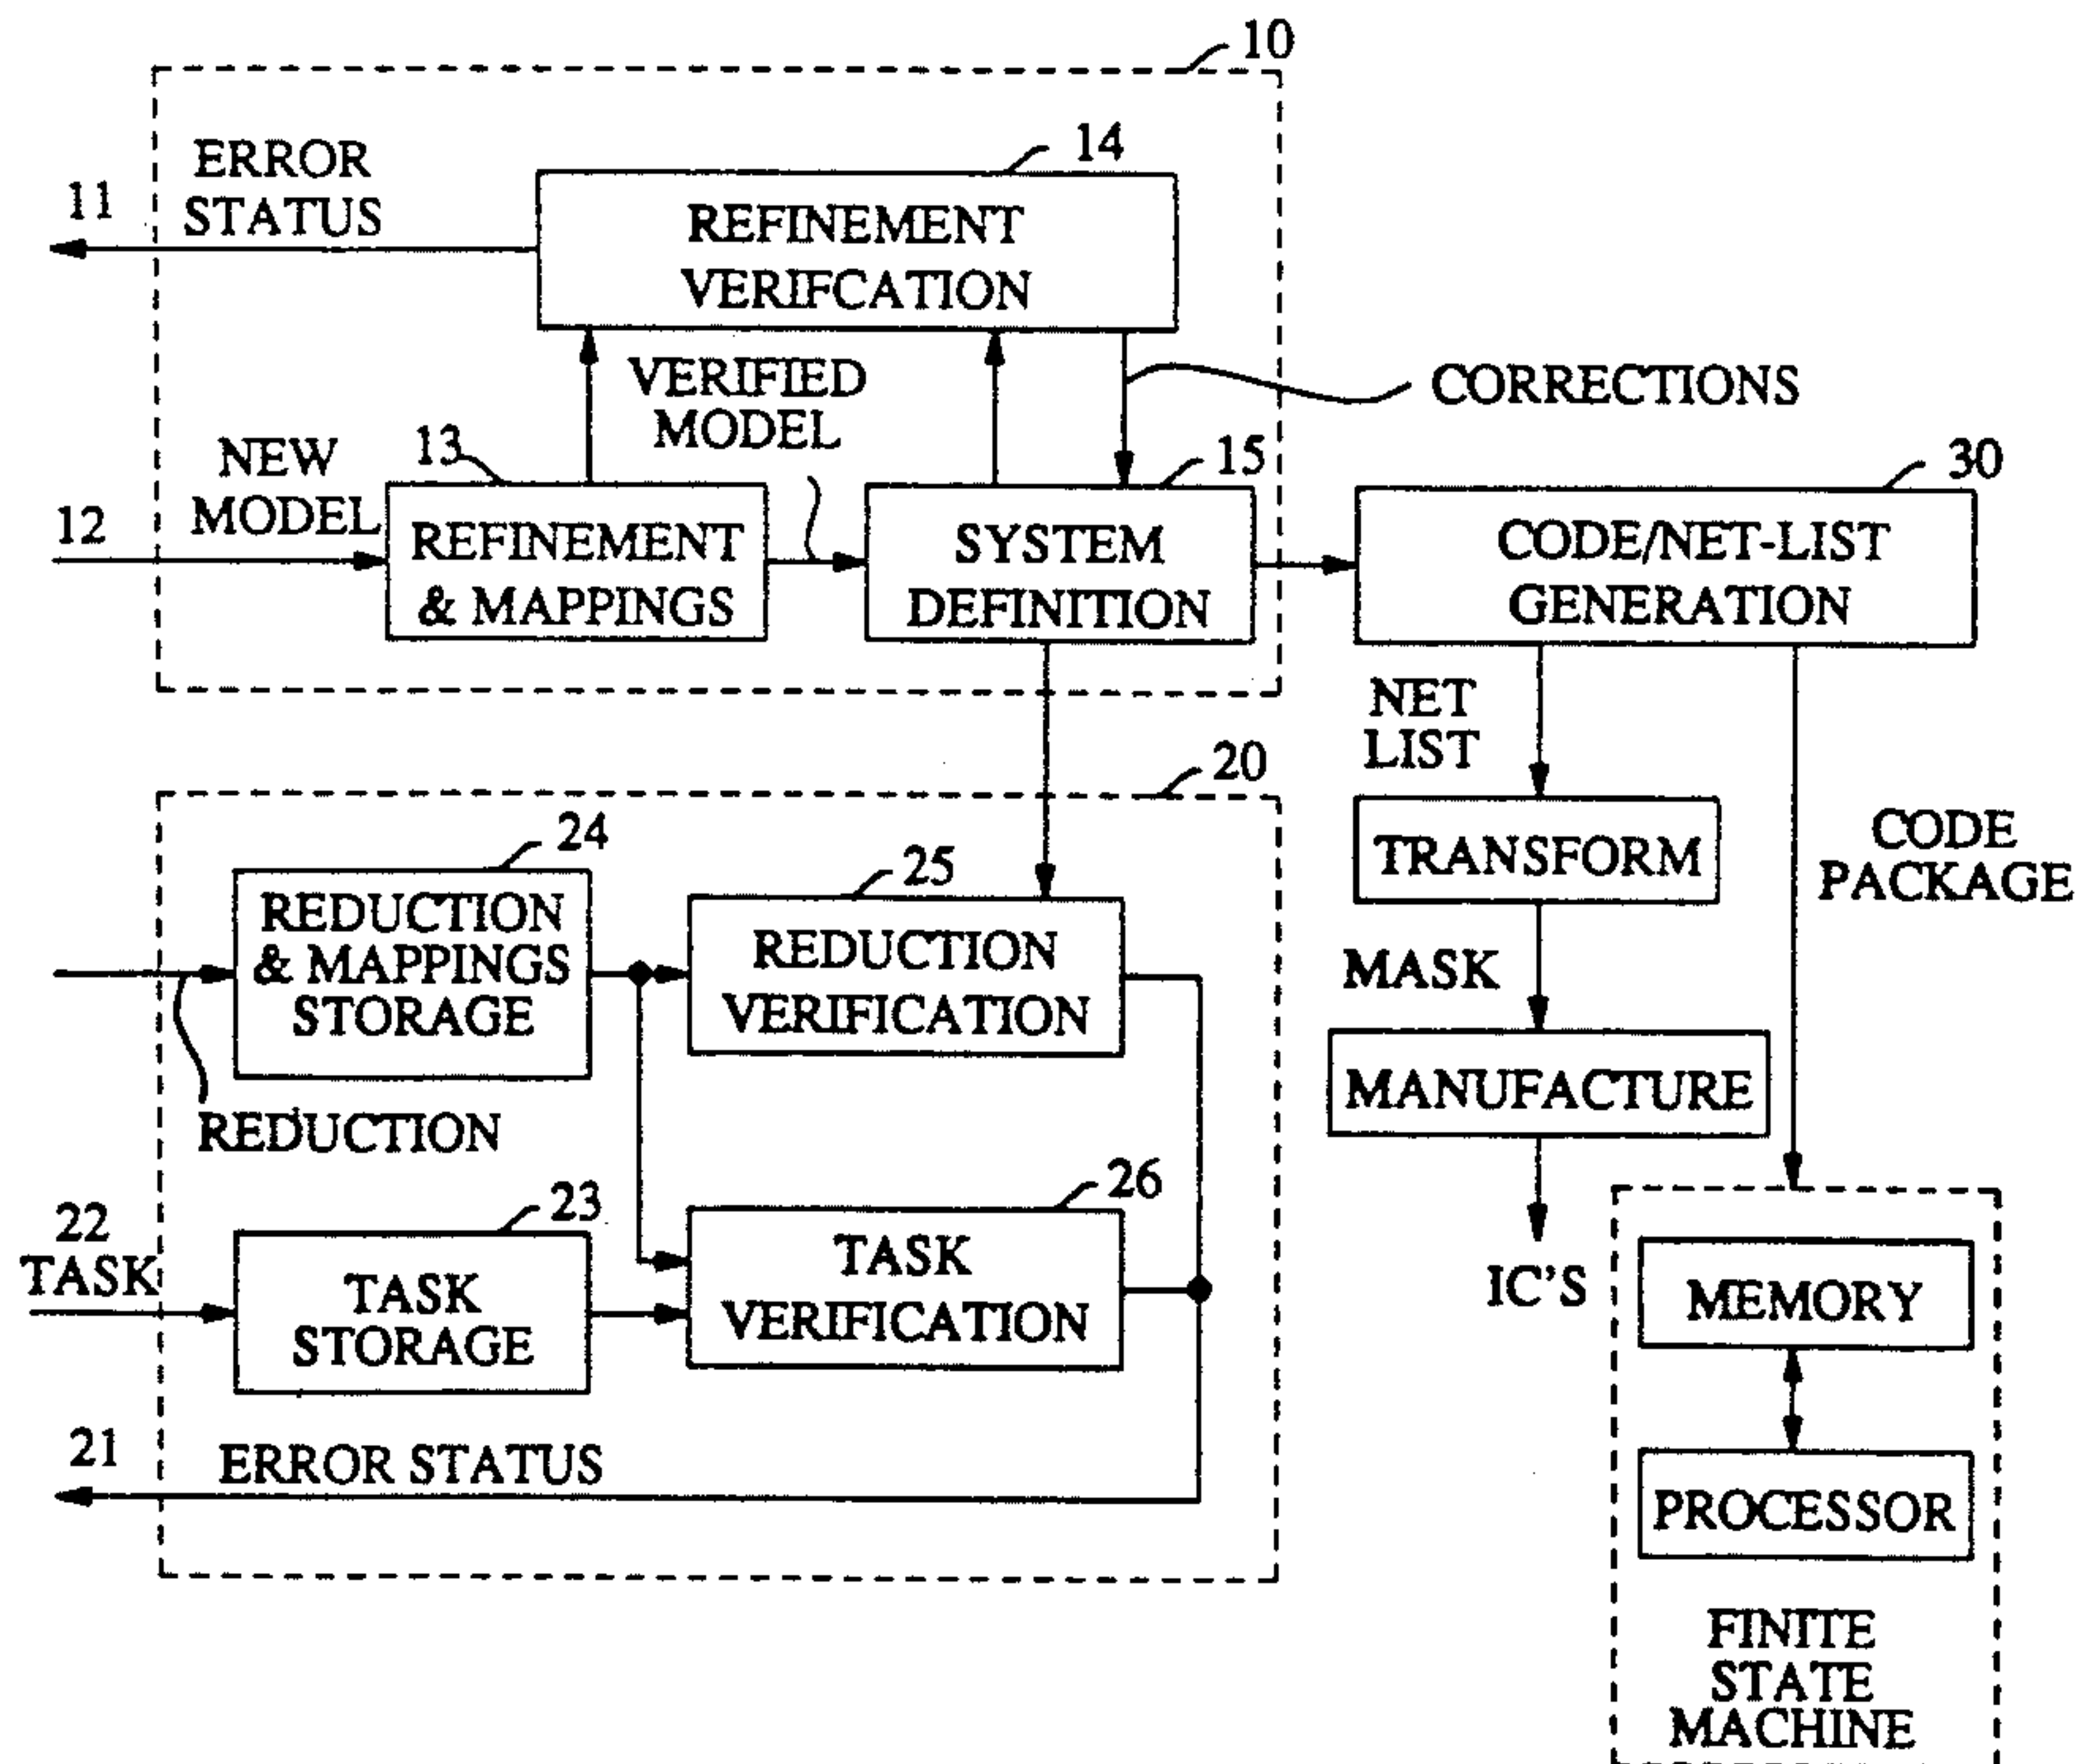 10
ERROR
STATUS
11
14
REFINEMENT
VERIFCATION
VERIFIED
MODEL
CORRECTIONS
NEW
MODEL
12
13
REFINEMENT
& MAPPINGS
15
SYSTEM
DEFINITION
30
CODE/NET-LIST
GENERATION
NET
LIST
TRANSFORM
CODE
PACKAGE
MASK
MANUFACTURE
IC'S
20
24
REDUCTION
& MAPPINGS
STORAGE
25
REDUCTION
VERIFICATION
REDUCTION
22
TASK
23
TASK
STORAGE
26
TASK
VERIFICATION
21
ERROR STATUS
MEMORY
PROCESSOR
FINITE
STATE
MACHINE